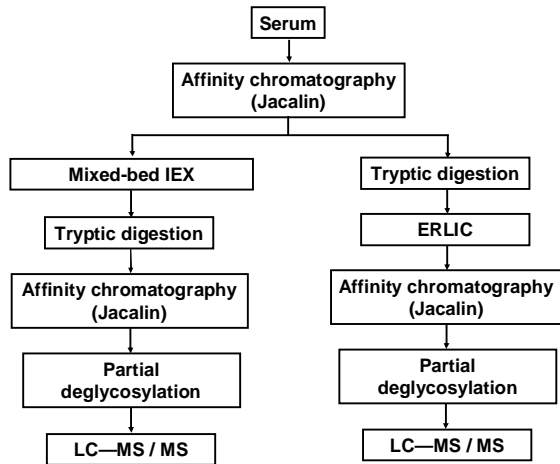 Serum
Affinity chromatography
(Jacalin)
Mixed-bed IEX
Tryptic digestion
Affinity chromatography
(Jacalin)
Partial
deglycosylation
LC—MS / MS
Tryptic digestion
ERLIC
Affinity chromatography
(Jacalin)
Partial
deglycosylation
LC—MS / MS